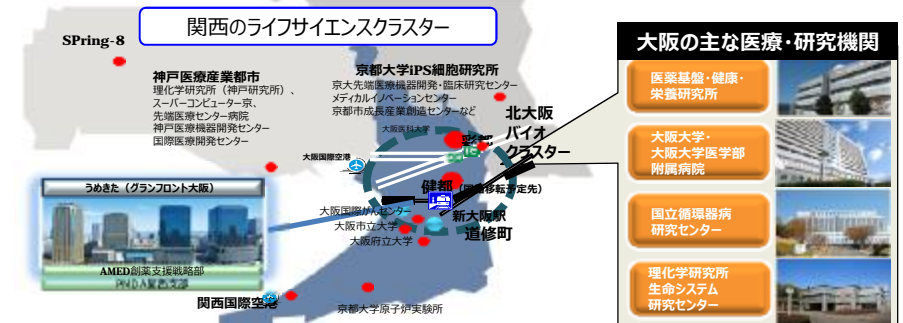 関西のライフサイエンスクラスター
SPring-8
神戸医療産業都市
理化学研究所（神戸研究所）、
スーパーコンピューター京、
先端医療センター病院
神戸医療機器開発センター
国際医療開発センター
京都大学iPS細胞研究所
京大先端医療機器開発・臨床研究センター
メディカルイノベーションセンター
京都市成長産業創造センターなど
大阪医科大学
北大阪
バイオ
クラスター
彩都
大阪国際空港
健都
新大阪駅
道修町
大阪国際がんセンター
大阪市立大学
大阪府立大学
うめきた（グランフロント大阪）
AMED創薬支援戦略部
PMDA関西支部
関西国際空港
京都大学原子炉実験所
大阪の主な医療・研究機関
医薬基盤・健康・
栄養研究所
大阪大学・
大阪大学医学部
附属病院
国立循環器病
研究センター
理化学研究所
生命システム
研究センター